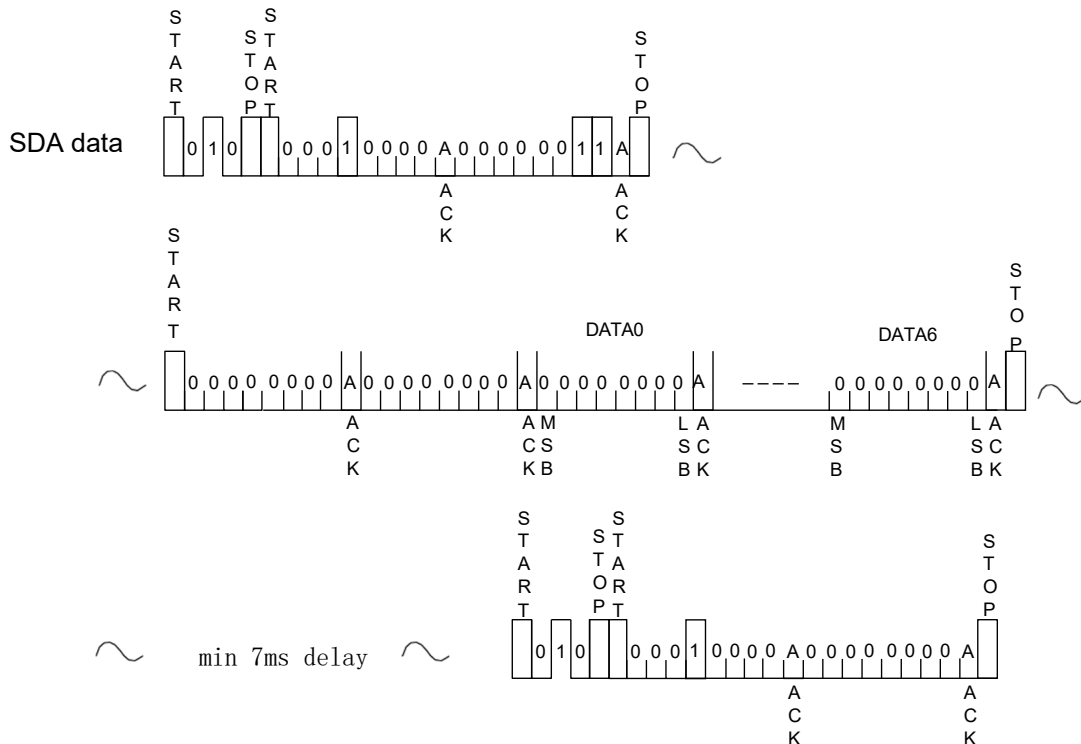 START STOP START STOP
SDA data 0 1 0 0 0 0 1 0 0 0 0 A 0 0 0 0 0 0 1 1 A
ACK ACK
START STOP
DATA0 DATA6
0 0 0 0 0 0 0 0 A 0 0 0 0 0 0 0 0 A 0 0 0 0 0 0 0 0 A ---- 0 0 0 0 0 0 0 0 A
ACK ACK MSB LSB ACK MSB LSB ACK
START STOP START STOP
min 7ms delay 0 1 0 0 0 0 1 0 0 0 0 A 0 0 0 0 0 0 0 0 A
ACK ACK